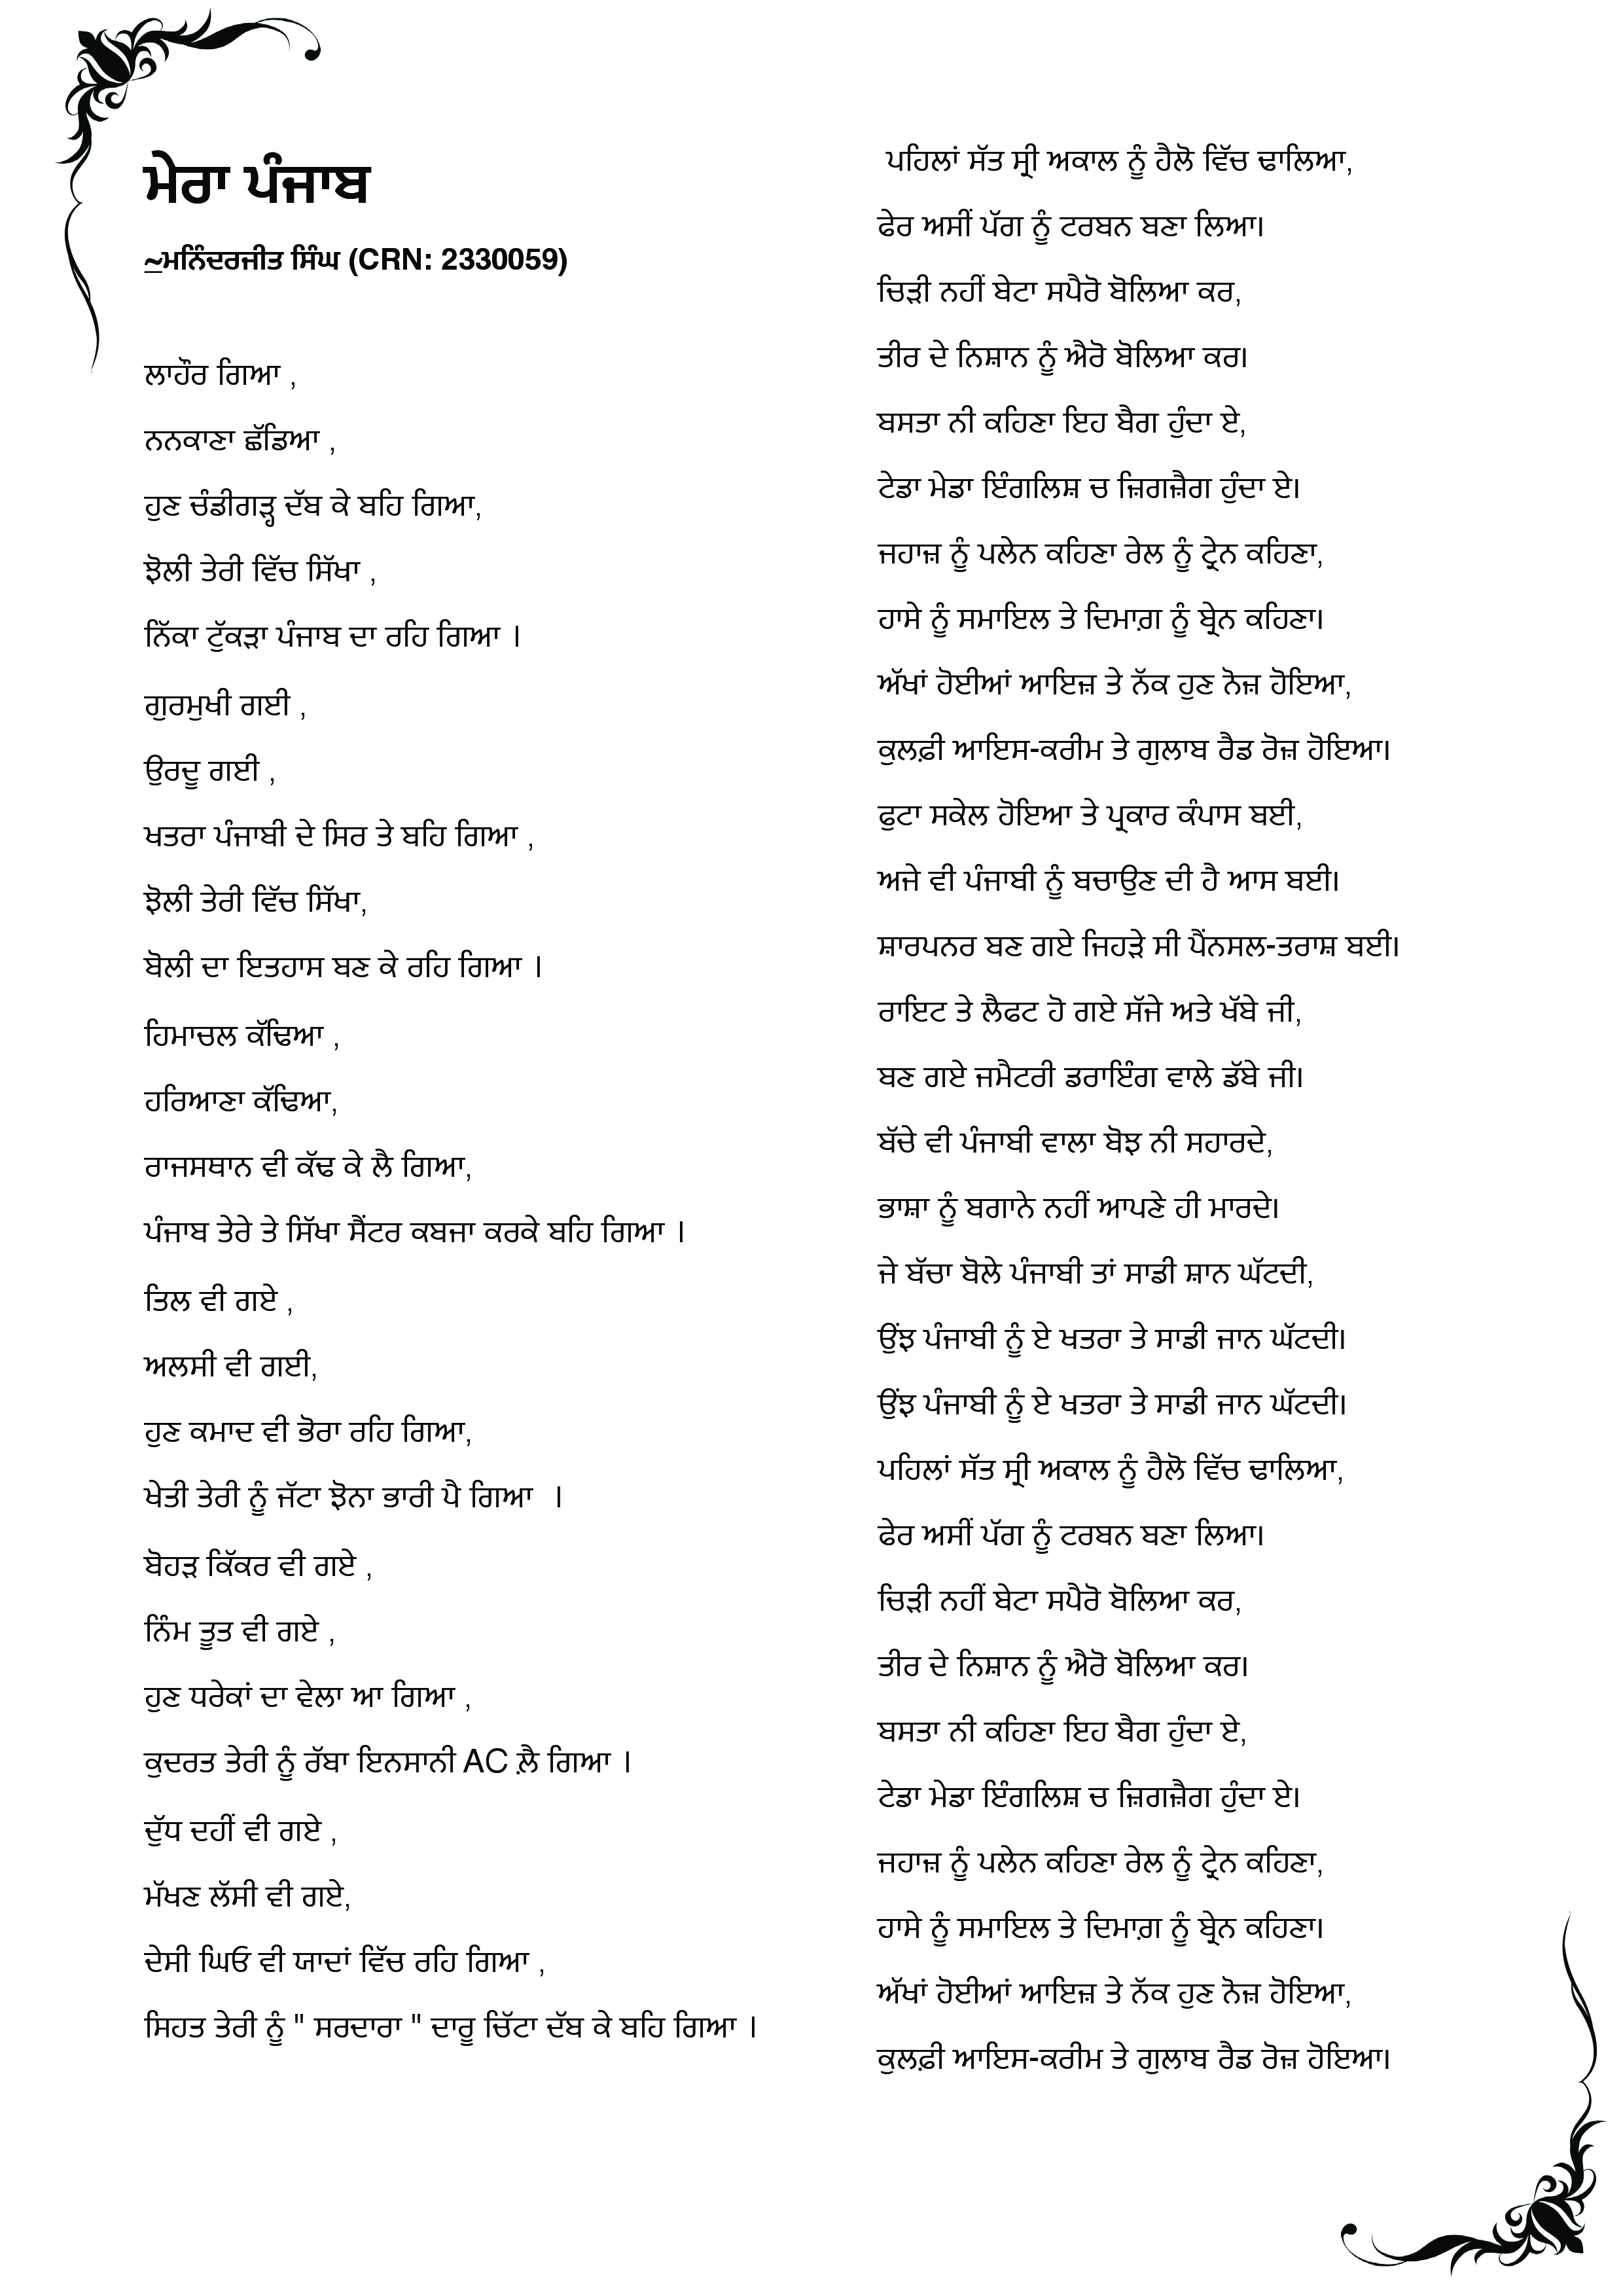 ਮੇਰਾ ਪੰਜਾਬ
~ਮਨਿੰਦਰਜੀਤ ਸਿੰਘ (CRN: 2330059)
ਲਾਹੌਰ ਗਿਆ ,
ਨਨਕਾਣਾ ਛੱਡਿਆ ,
ਹੁਣ ਚੰਡੀਗੜ੍ਹ ਦੱਬ ਕੇ ਬਹਿ ਗਿਆ,
ਝੋਲੀ ਤੇਰੀ ਵਿੱਚ ਸਿੱਖਾ ,
ਨਿੱਕਾ ਟੁੱਕੜਾ ਪੰਜਾਬ ਦਾ ਰਹਿ ਗਿਆ ।
ਗੁਰਮੁਖੀ ਗਈ ,
ਉਰਦੂ ਗਈ ,
ਖਤਰਾ ਪੰਜਾਬੀ ਦੇ ਸਿਰ ਤੇ ਬਹਿ ਗਿਆ ,
ਝੋਲੀ ਤੇਰੀ ਵਿੱਚ ਸਿੱਖਾ,
ਬੋਲੀ ਦਾ ਇਤਹਾਸ ਬਣ ਕੇ ਰਹਿ ਗਿਆ ।
ਹਿਮਾਚਲ ਕੱਢਿਆ ,
ਹਰਿਆਣਾ ਕੱਢਿਆ,
ਰਾਜਸਥਾਨ ਵੀ ਕੱਢ ਕੇ ਲੈ ਗਿਆ,
ਪੰਜਾਬ ਤੇਰੇ ਤੇ ਸਿੱਖਾ ਸੈਂਟਰ ਕਬਜਾ ਕਰਕੇ ਬਹਿ ਗਿਆ ।
ਤਿਲ ਵੀ ਗਏ ,
ਅਲਸੀ ਵੀ ਗਈ,
ਹੁਣ ਕਮਾਦ ਵੀ ਭੋਰਾ ਰਹਿ ਗਿਆ,
ਖੇਤੀ ਤੇਰੀ ਨੂੰ ਜੱਟਾ ਝੋਨਾ ਭਾਰੀ ਪੈ ਗਿਆ ।
ਬੋਹੜ ਕਿੱਕਰ ਵੀ ਗਏ ,
ਨਿੰਮ ਤੂਤ ਵੀ ਗਏ ,
ਹੁਣ ਧਰੇਕਾਂ ਦਾ ਵੇਲਾ ਆ ਗਿਆ ,
ਕੁਦਰਤ ਤੇਰੀ ਨੂੰ ਰੱਬਾ ਇਨਸਾਨੀ AC ਲ਼ੈ ਗਿਆ ।
ਦੁੱਧ ਦਹੀਂ ਵੀ ਗਏ ,
ਮੱਖਣ ਲੱਸੀ ਵੀ ਗਏ,
ਦੇਸੀ ਘਿਓ ਵੀ ਯਾਦਾਂ ਵਿੱਚ ਰਹਿ ਗਿਆ ,
ਸਿਹਤ ਤੇਰੀ ਨੂੰ " ਸਰਦਾਰਾ " ਦਾਰੂ ਚਿੱਟਾ ਦੱਬ ਕੇ ਬਹਿ ਗਿਆ ।
ਪਹਿਲਾਂ ਸੱਤ ਸ੍ਰੀ ਅਕਾਲ ਨੂੰ ਹੈਲੋ ਵਿੱਚ ਢਾਲਿਆ,
ਫੇਰ ਅਸੀਂ ਪੱਗ ਨੂੰ ਟਰਬਨ ਬਣਾ ਲਿਆ।
ਚਿੜੀ ਨਹੀਂ ਬੇਟਾ ਸਪੈਰੋ ਬੋਲਿਆ ਕਰ,
ਤੀਰ ਦੇ ਨਿਸ਼ਾਨ ਨੂੰ ਐਰੋ ਬੋਲਿਆ ਕਰ।
ਬਸਤਾ ਨੀ ਕਹਿਣਾ ਇਹ ਬੈਗ ਹੁੰਦਾ ਏ,
ਟੇਡਾ ਮੇਡਾ ਇੰਗਲਿਸ਼ ਚ ਜ਼ਿਗਜ਼ੈਗ ਹੁੰਦਾ ਏ।
ਜਹਾਜ਼ ਨੂੰ ਪਲੇਨ ਕਹਿਣਾ ਰੇਲ ਨੂੰ ਟ੍ਰੇਨ ਕਹਿਣਾ,
ਹਾਸੇ ਨੂੰ ਸਮਾਇਲ ਤੇ ਦਿਮਾਗ਼ ਨੂੰ ਬ੍ਰੇਨ ਕਹਿਣਾ।
ਅੱਖਾਂ ਹੋਈਆਂ ਆਇਜ਼ ਤੇ ਨੱਕ ਹੁਣ ਨੋਜ਼ ਹੋਇਆ,
ਕੁਲਫ਼ੀ ਆਇਸ-ਕਰੀਮ ਤੇ ਗੁਲਾਬ ਰੈਡ ਰੋਜ਼ ਹੋਇਆ।
ਫੁਟਾ ਸਕੇਲ ਹੋਇਆ ਤੇ ਪ੍ਰਕਾਰ ਕੰਪਾਸ ਬਈ,
ਅਜੇ ਵੀ ਪੰਜਾਬੀ ਨੂੰ ਬਚਾਉਣ ਦੀ ਹੈ ਆਸ ਬਈ।
ਸ਼ਾਰਪਨਰ ਬਣ ਗਏ ਜਿਹੜੇ ਸੀ ਪੈਂਨਸਲ-ਤਰਾਸ਼ ਬਈ।
ਰਾਇਟ ਤੇ ਲੈਫਟ ਹੋ ਗਏ ਸੱਜੇ ਅਤੇ ਖੱਬੇ ਜੀ,
ਬਣ ਗਏ ਜਮੈਟਰੀ ਡਰਾਇੰਗ ਵਾਲੇ ਡੱਬੇ ਜੀ।
ਬੱਚੇ ਵੀ ਪੰਜਾਬੀ ਵਾਲਾ ਬੋਝ ਨੀ ਸਹਾਰਦੇ,
ਭਾਸ਼ਾ ਨੂੰ ਬਗਾਨੇ ਨਹੀਂ ਆਪਣੇ ਹੀ ਮਾਰਦੇ।
ਜੇ ਬੱਚਾ ਬੋਲੇ ਪੰਜਾਬੀ ਤਾਂ ਸਾਡੀ ਸ਼ਾਨ ਘੱਟਦੀ,
ਉਂਝ ਪੰਜਾਬੀ ਨੂੰ ਏ ਖਤਰਾ ਤੇ ਸਾਡੀ ਜਾਨ ਘੱਟਦੀ।
ਉਂਝ ਪੰਜਾਬੀ ਨੂੰ ਏ ਖਤਰਾ ਤੇ ਸਾਡੀ ਜਾਨ ਘੱਟਦੀ।
ਪਹਿਲਾਂ ਸੱਤ ਸ੍ਰੀ ਅਕਾਲ ਨੂੰ ਹੈਲੋ ਵਿੱਚ ਢਾਲਿਆ,
ਫੇਰ ਅਸੀਂ ਪੱਗ ਨੂੰ ਟਰਬਨ ਬਣਾ ਲਿਆ।
ਚਿੜੀ ਨਹੀਂ ਬੇਟਾ ਸਪੈਰੋ ਬੋਲਿਆ ਕਰ,
ਤੀਰ ਦੇ ਨਿਸ਼ਾਨ ਨੂੰ ਐਰੋ ਬੋਲਿਆ ਕਰ।
ਬਸਤਾ ਨੀ ਕਹਿਣਾ ਇਹ ਬੈਗ ਹੁੰਦਾ ਏ,
ਟੇਡਾ ਮੇਡਾ ਇੰਗਲਿਸ਼ ਚ ਜ਼ਿਗਜ਼ੈਗ ਹੁੰਦਾ ਏ।
ਜਹਾਜ਼ ਨੂੰ ਪਲੇਨ ਕਹਿਣਾ ਰੇਲ ਨੂੰ ਟ੍ਰੇਨ ਕਹਿਣਾ,
ਹਾਸੇ ਨੂੰ ਸਮਾਇਲ ਤੇ ਦਿਮਾਗ਼ ਨੂੰ ਬ੍ਰੇਨ ਕਹਿਣਾ।
ਅੱਖਾਂ ਹੋਈਆਂ ਆਇਜ਼ ਤੇ ਨੱਕ ਹੁਣ ਨੋਜ਼ ਹੋਇਆ,
ਕੁਲਫ਼ੀ ਆਇਸ-ਕਰੀਮ ਤੇ ਗੁਲਾਬ ਰੈਡ ਰੋਜ਼ ਹੋਇਆ।